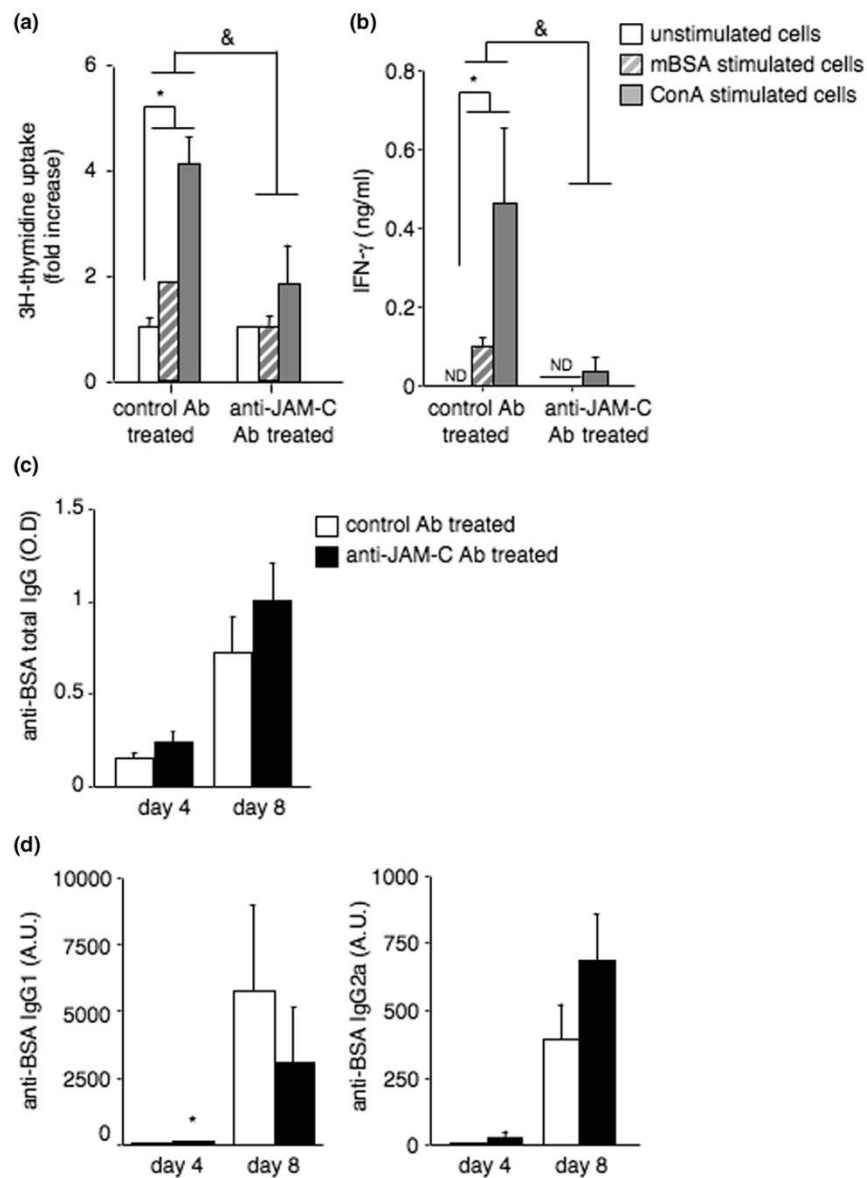 (a)
&
*
6
4
2
0
3H-thymidine uptake
(fold increase)
control Ab
treated
anti-JAM-C
Ab treated
(b)
&
*
0.8
0.6
0.4
0.2
0
IFN-γ (ng/ml)
ND
ND
control Ab
treated
anti-JAM-C
Ab treated
unstimulated cells
mBSA stimulated cells
ConA stimulated cells
(c)
1.5
1
0.5
0
anti-BSA total IgG (O.D)
day 4
day 8
control Ab treated
anti-JAM-C Ab treated
(d)
10000
7500
5000
2500
0
anti-BSA IgG1 (A.U.)
*
day 4
day 8
1000
750
500
250
0
anti-BSA IgG2a (A.U.)
*
day 4
day 8